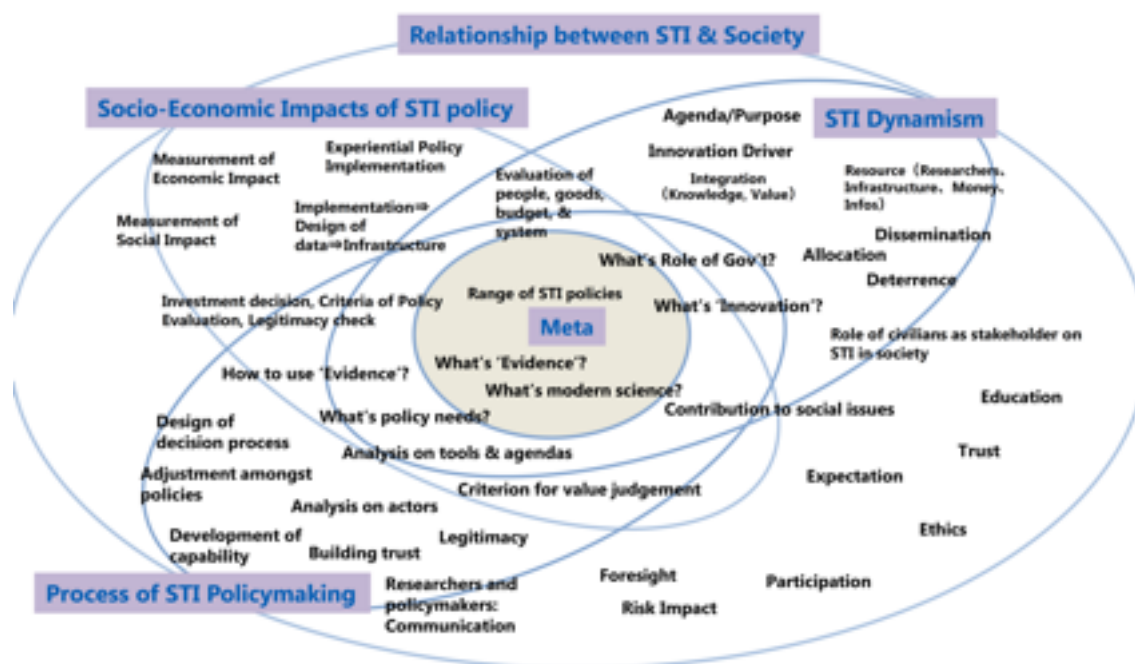 Relationship between STI & Society
Socio-Economic Impacts of STI policy
STI Dynamism
Agenda/Purpose
Innovation Driver
Integration
(Knowledge, Value)
Resource (Researchers、
Infrastructure、Money、
Infos)
Dissemination
Allocation
Deterrence
Measurement of
Economic Impact
Experiential Policy
Implementation
Evaluation of
people, goods,
budget, &
system
Measurement of
Social Impact
Implementation⇒
Design of
data⇒Infrastructure
What's Role of Gov't?
Range of STI policies
What's 'Innovation'?
Meta
Investment decision, Criteria of Policy
Evaluation, Legitimacy check
What's 'Evidence'?
How to use 'Evidence'?
What's modern science?
What's policy needs?
Role of civilians as stakeholder on
STI in society
Contribution to social issues
Education
Trust
Expectation
Ethics
Design of
decision process
Analysis on tools & agendas
Adjustment amongst
policies
Criterion for value judgement
Analysis on actors
Development of
capability
Building trust
Legitimacy
Process of STI Policymaking
Researchers and
policymakers:
Communication
Foresight
Risk Impact
Participation